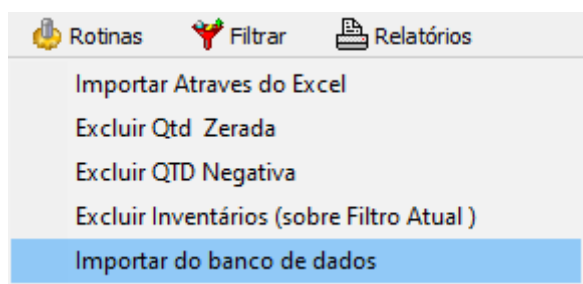 Rotinas Filtrar Relatórios
Importar Atraves do Excel
Excluir Qtd  Zerada
Excluir QTD Negativa
Excluir Inventários (sobre Filtro Atual )
Importar do banco de dados